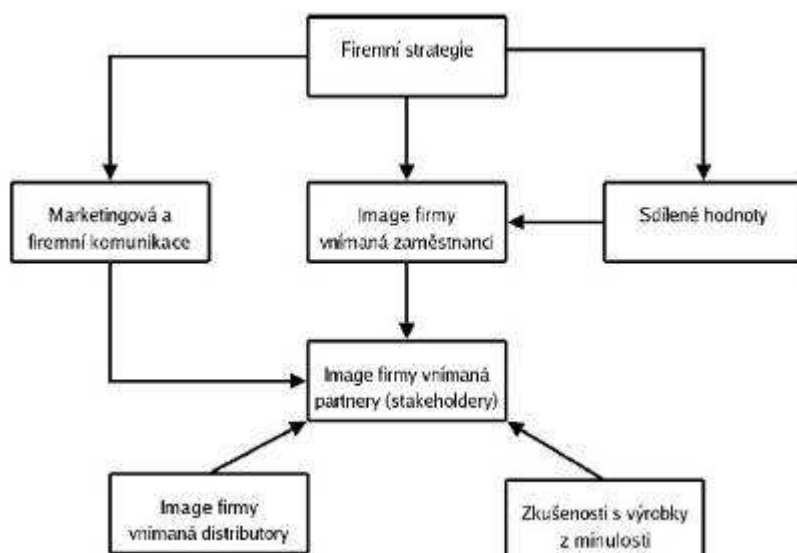 Firemní strategie
Marketingová a
firemní komunikace
Image firmy
vnímaná zaměstnanci
Sdílené hodnoty
Image firmy vnímaná
partnery (stakeholdery)
Image firmy
vnímaná distributory
Zkušenosti s výrobky
z minulosti